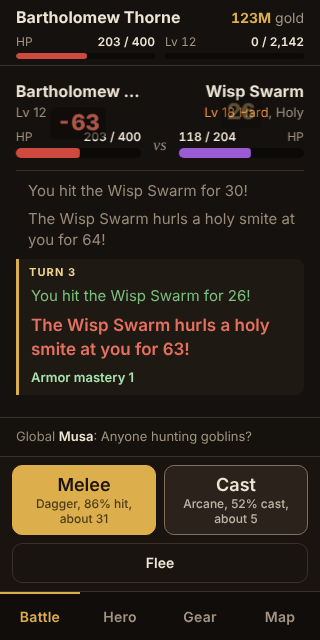 Bartholomew Thorne 123M gold
HP 203 / 400 Lv 12 0 / 2,142
Bartholomew ... Wisp Swarm
Lv 12 Lv 13 Hard, Holy
-63 26
HP 203 / 400 vs 118 / 204 HP
You hit the Wisp Swarm for 30!
The Wisp Swarm hurls a holy smite at
you for 64!
TURN 3
You hit the Wisp Swarm for 26!
The Wisp Swarm hurls a holy
smite at you for 63!
Armor mastery 1
Global Musa: Anyone hunting goblins?
Melee Cast
Dagger, 86% hit, Arcane, 52% cast,
about 31 about 5
Flee
Battle Hero Gear Map